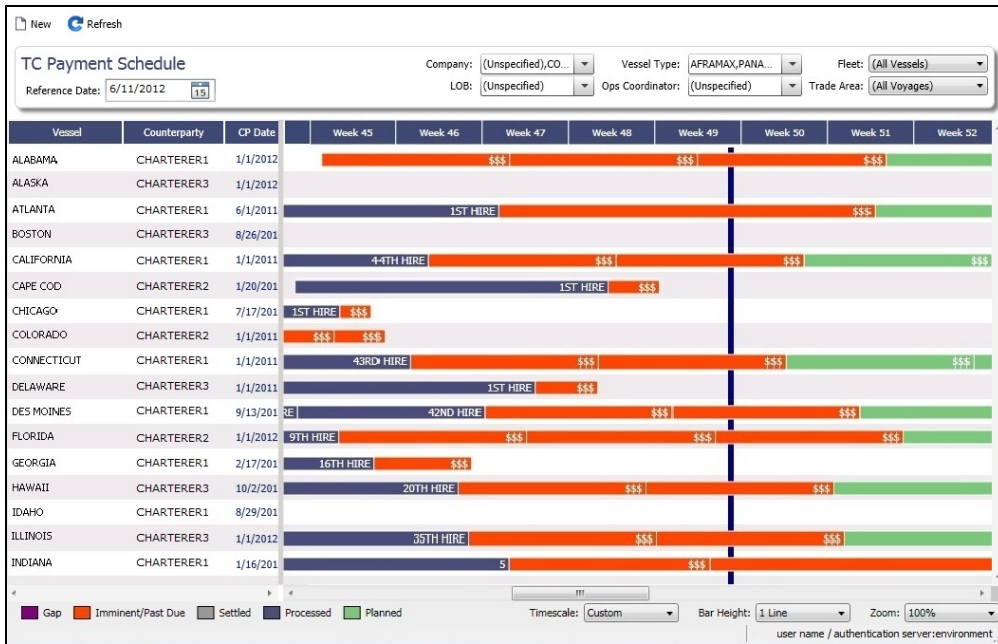 New Refresh
TC Payment Schedule
Reference Date: 6/11/2012 15
Company: (Unspecified),CO... Vessel Type: AFRAMAX,PANA... Fleet: (All Vessels)
LOB: (Unspecified) Ops Coordinator: (Unspecified) Trade Area: (All Voyages)
Vessel Counterparty CP Date Week 45 Week 46 Week 47 Week 48 Week 49 Week 50 Week 51 Week 52
ALABAMA CHARTERER1 1/1/2012 $$$ $$$ $$$
ALASKA CHARTERER3 1/1/2012
ATLANTA CHARTERER1 6/1/2011 1ST HIRE $$$
BOSTON CHARTERER3 8/26/201
CALIFORNIA CHARTERER1 1/1/2011 44TH HIRE $$$ $$$ $$$
CAPE COD CHARTERER2 1/20/201 1ST HIRE $$$
CHICAGO CHARTERER1 7/17/201 1ST HIRE $$$
COLORADO CHARTERER2 1/1/2011 $$$ $$$
CONNECTICUT CHARTERER1 1/1/2011 43RD HIRE $$$ $$$ $$$
DELAWARE CHARTERER3 1/1/2011 1ST HIRE $$$
DES MOINES CHARTERER1 9/13/201 RE 42ND HIRE $$$ $$$
FLORIDA CHARTERER2 1/1/2012 9TH HIRE $$$ $$$ $$$
GEORGIA CHARTERER1 2/17/201 16TH HIRE $$$
HAWAII CHARTERER3 10/2/201 20TH HIRE $$$ $$$
IDAHO CHARTERER1 8/29/201
ILLINOIS CHARTERER3 1/1/2012 35TH HIRE $$$ $$$
INDIANA CHARTERER1 1/16/201 5 $$$
Gap Imminent/Past Due Settled Processed Planned Timescale: Custom Bar Height: 1 Line Zoom: 100%
user name / authentication server:environment